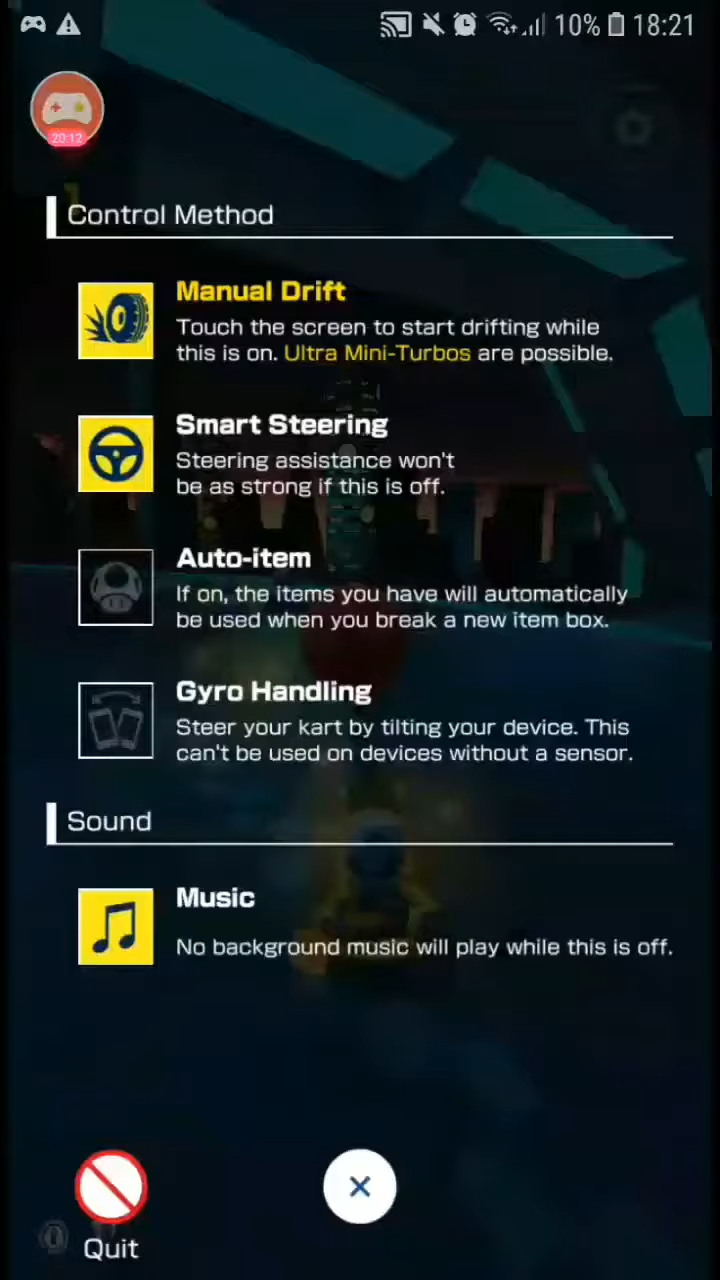 10% 18:21
20:12
Control Method
Manual Drift
Touch the screen to start drifting while
this is on. Ultra Mini-Turbos are possible.
Smart Steering
Steering assistance won't
be as strong if this is off.
Auto-item
If on, the items you have will automatically
be used when you break a new item box.
Gyro Handling
Steer your kart by tilting your device. This
can't be used on devices without a sensor.
Sound
Music
No background music will play while this is off.
Quit